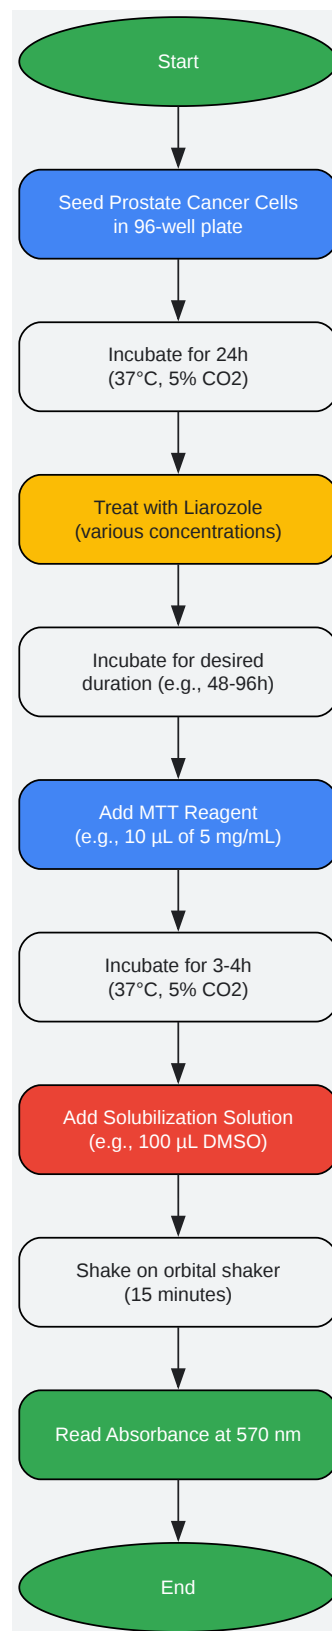 Start
Seed Prostate Cancer Cells
in 96-well plate
Incubate for 24h
(37°C, 5% CO2)
Treat with Liarozole
(various concentrations)
Incubate for desired
duration (e.g., 48-96h)
Add MTT Reagent
(e.g., 10 µL of 5 mg/mL)
Incubate for 3-4h
(37°C, 5% CO2)
Add Solubilization Solution
(e.g., 100 µL DMSO)
Shake on orbital shaker
(15 minutes)
Read Absorbance at 570 nm
End